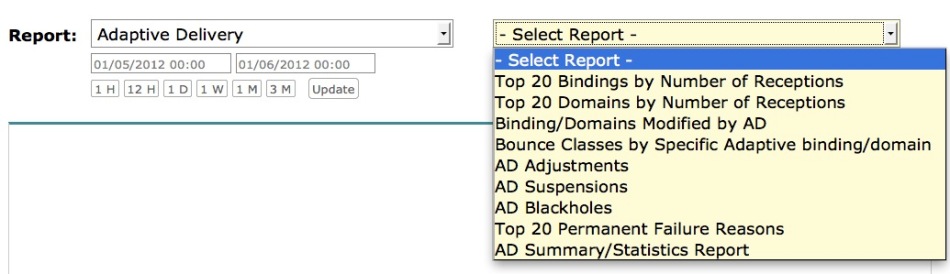 Report: Adaptive Delivery - Select Report -
01/05/2012 00:00 01/06/2012 00:00
1 H 12 H 1 D 1 W 1 M 3 M Update
- Select Report -
Top 20 Bindings by Number of Receptions
Top 20 Domains by Number of Receptions
Binding/Domains Modified by AD
Bounce Classes by Specific Adaptive binding/domain
AD Adjustments
AD Suspensions
AD Blackholes
Top 20 Permanent Failure Reasons
AD Summary/Statistics Report